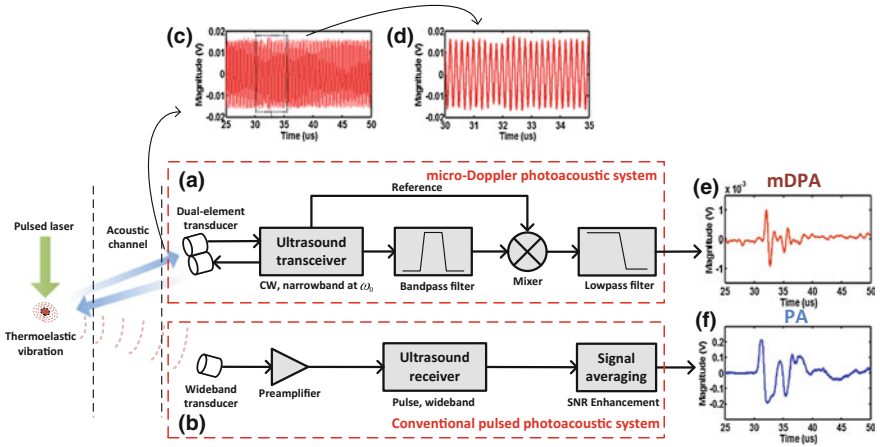 (c)
Magnitude (V)
0.02
0.01
0
-0.01
-0.02
25
30
35
40
45
50
Time (us)
(d)
Magnitude (V)
0.02
0.01
0
-0.01
-0.02
30
31
32
33
34
35
Time (us)
(a)
micro-Doppler photoacoustic system
Reference
Pulsed laser
Acoustic
channel
Dual-element
transducer
Ultrasound
transceiver
CW, narrowband at ω₀
Bandpass filter
Mixer
Lowpass filter
Thermoelastic
vibration
(e)
mDPA
x 10⁻³
Magnitude (V)
1
0
-1
25
30
35
40
45
50
Time (us)
Wideband
transducer
Preamplifier
Ultrasound
receiver
Pulse, wideband
Signal
averaging
SNR Enhancement
(b)
Conventional pulsed photoacoustic system
(f)
PA
Magnitude (V)
0.2
0.1
0
-0.1
-0.2
25
30
35
40
45
50
Time (us)